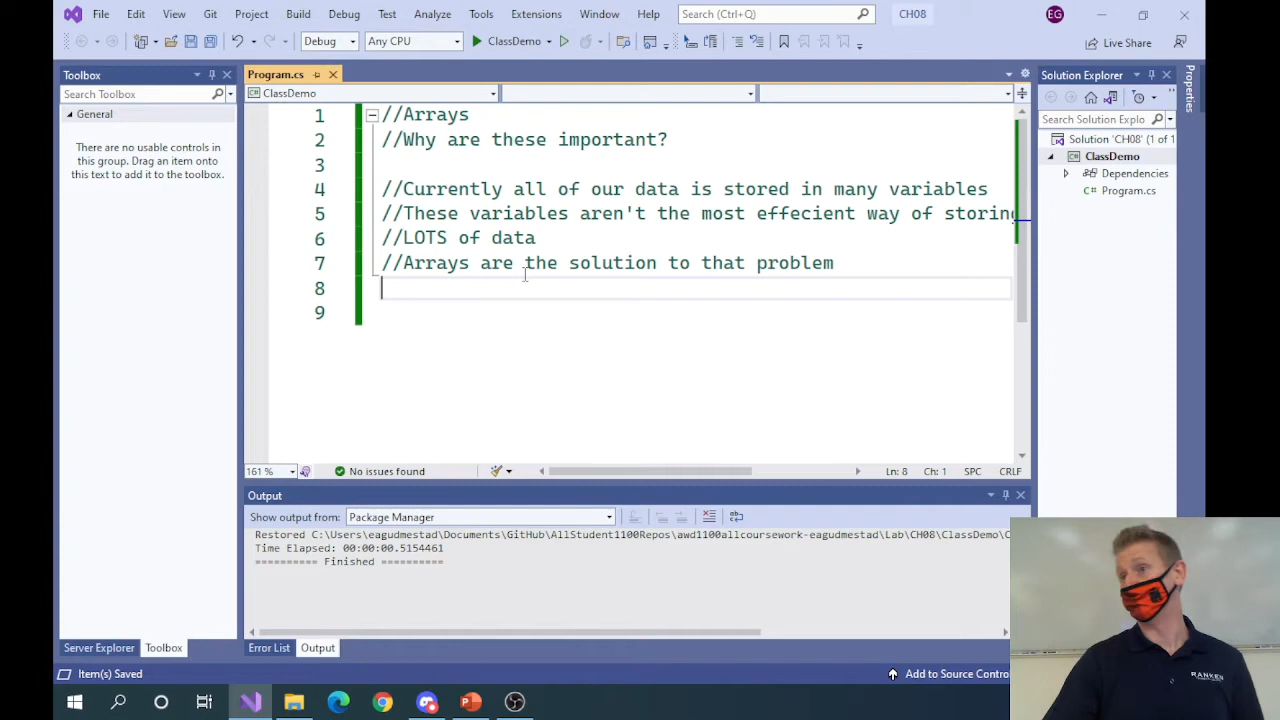 File Edit View Git Project Build Debug Test Analyze Tools Extensions Window Help Search (Ctrl+Q) CH08 EG
Debug Any CPU ClassDemo Live Share
Toolbox
Search Toolbox
General
There are no usable controls in
this group. Drag an item onto
this text to add it to the toolbox.
Program.cs
ClassDemo
1 //Arrays
2 //Why are these important?
3
4 //Currently all of our data is stored in many variables
5 //These variables aren't the most effecient way of storing
6 //LOTS of data
7 //Arrays are the solution to that problem
8
9
161 % No issues found Ln: 8 Ch: 1 SPC CRLF
Output
Show output from: Package Manager
Restored C:\Users\eagudmestad\Documents\GitHub\AllStudent1100Repos\awd1100allcoursework-eagudmestad\Lab\CH08\ClassDemo\C
Time Elapsed: 00:00:00.5154461
========== Finished ==========
Server Explorer Toolbox Error List Output
Solution Explorer
Search Solution Explo
Solution 'CH08' (1 of 1
ClassDemo
Dependencies
Program.cs
Properties
Item(s) Saved Add to Source Contro
RANKEN